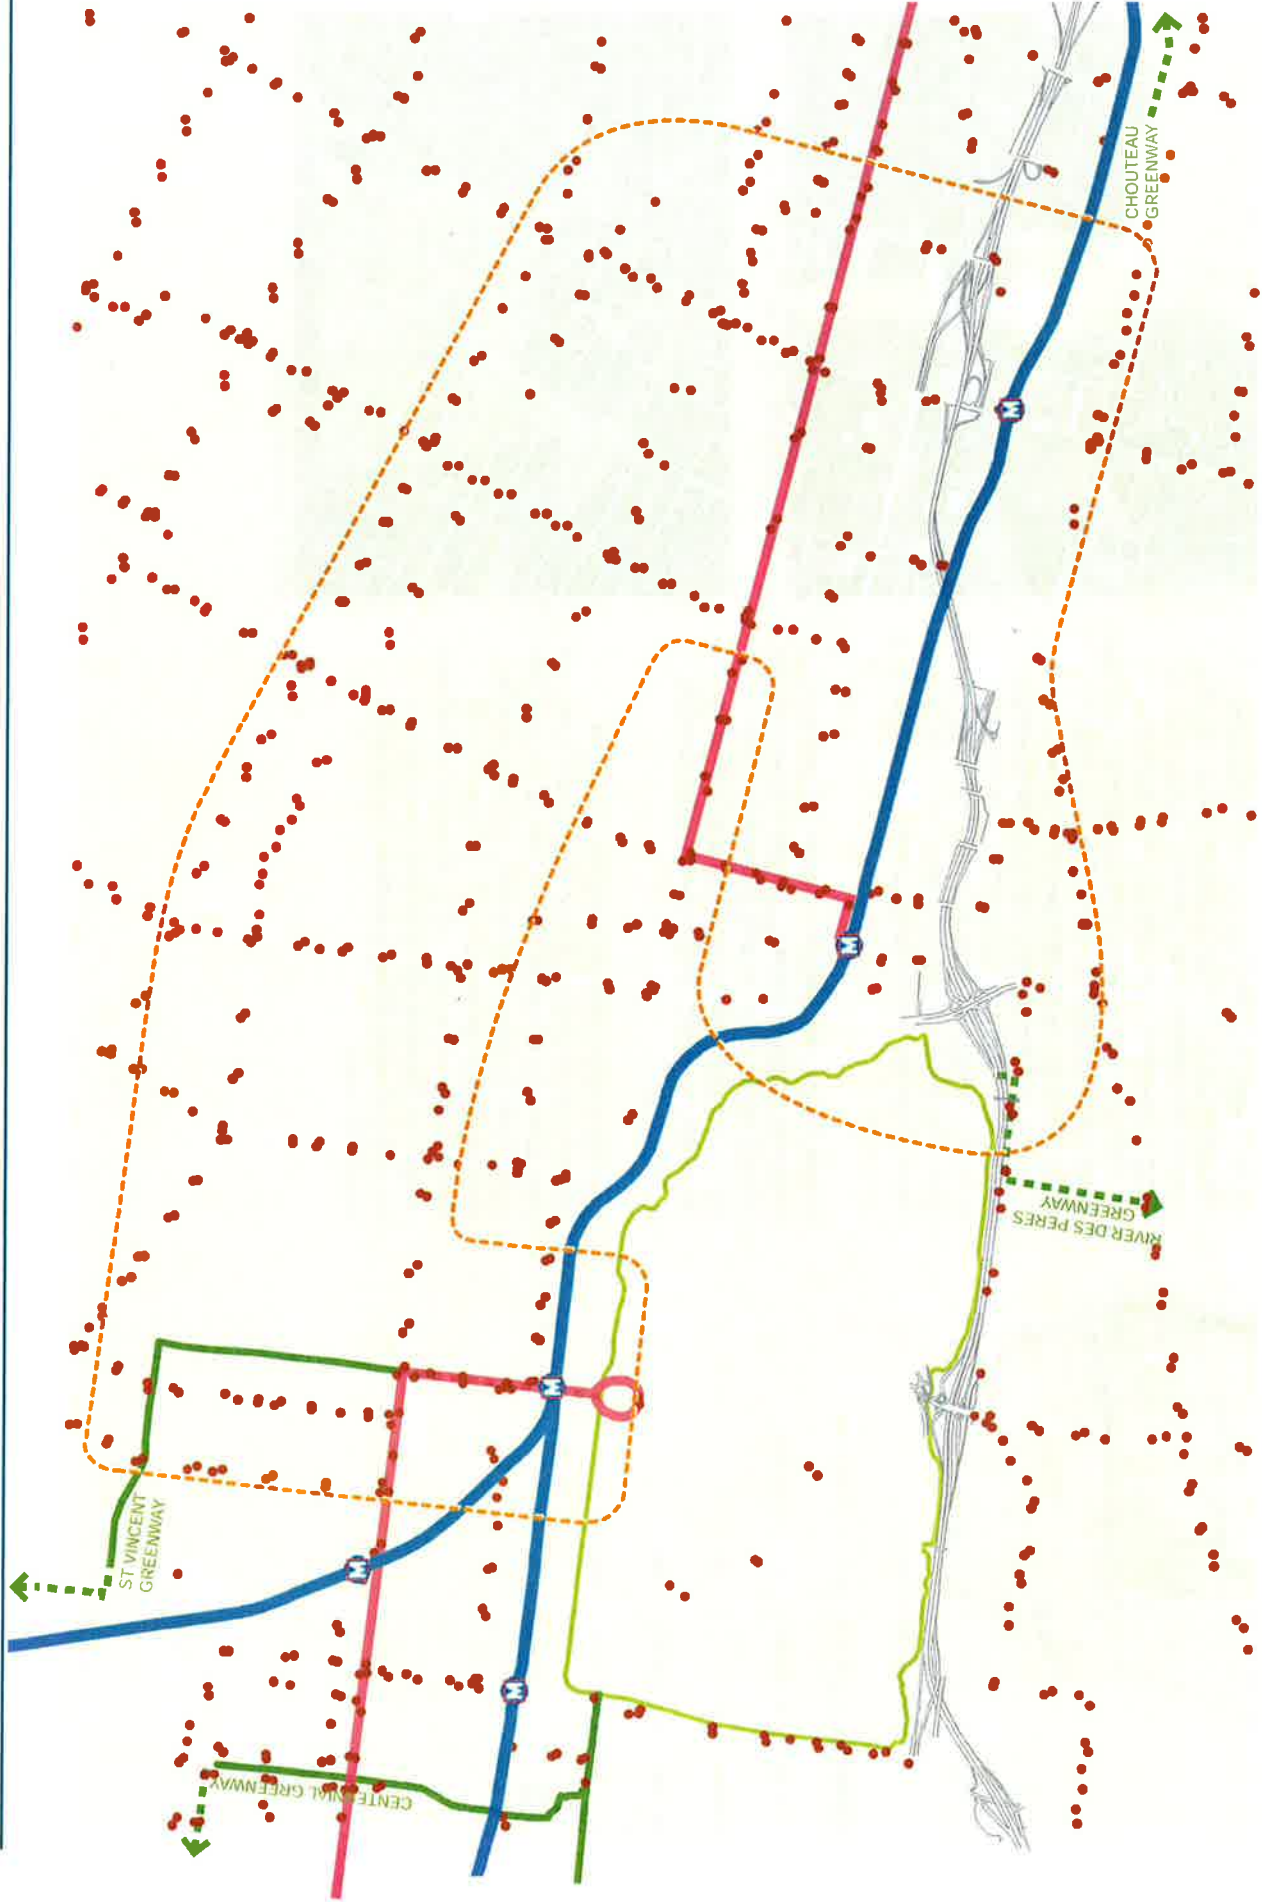 CHOUTEAU
GREENWAY
M
M
RIVER DES PERES
GREENWAY
M
ST VINCENT
GREENWAY
M
M
CENTENNIAL GREENWAY